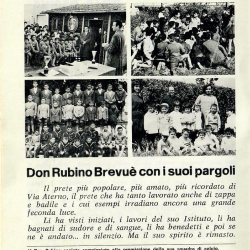 Don Rubino Brevuè con i suoi pargoli
Il prete più popolare, più amato, più ricordato di
Via Aterno, il prete che ha tanto lavorato anche di zappa
e badile e i cui esempi irradiano ancora una grande
feconda luce.
Li ha visti iniziati, i lavori del suo Istituto, li ha
bagnati di sudore e di sangue, li ha benedetti e poi se
ne è andato... in silenzio. Ma il suo spirito è rimasto.